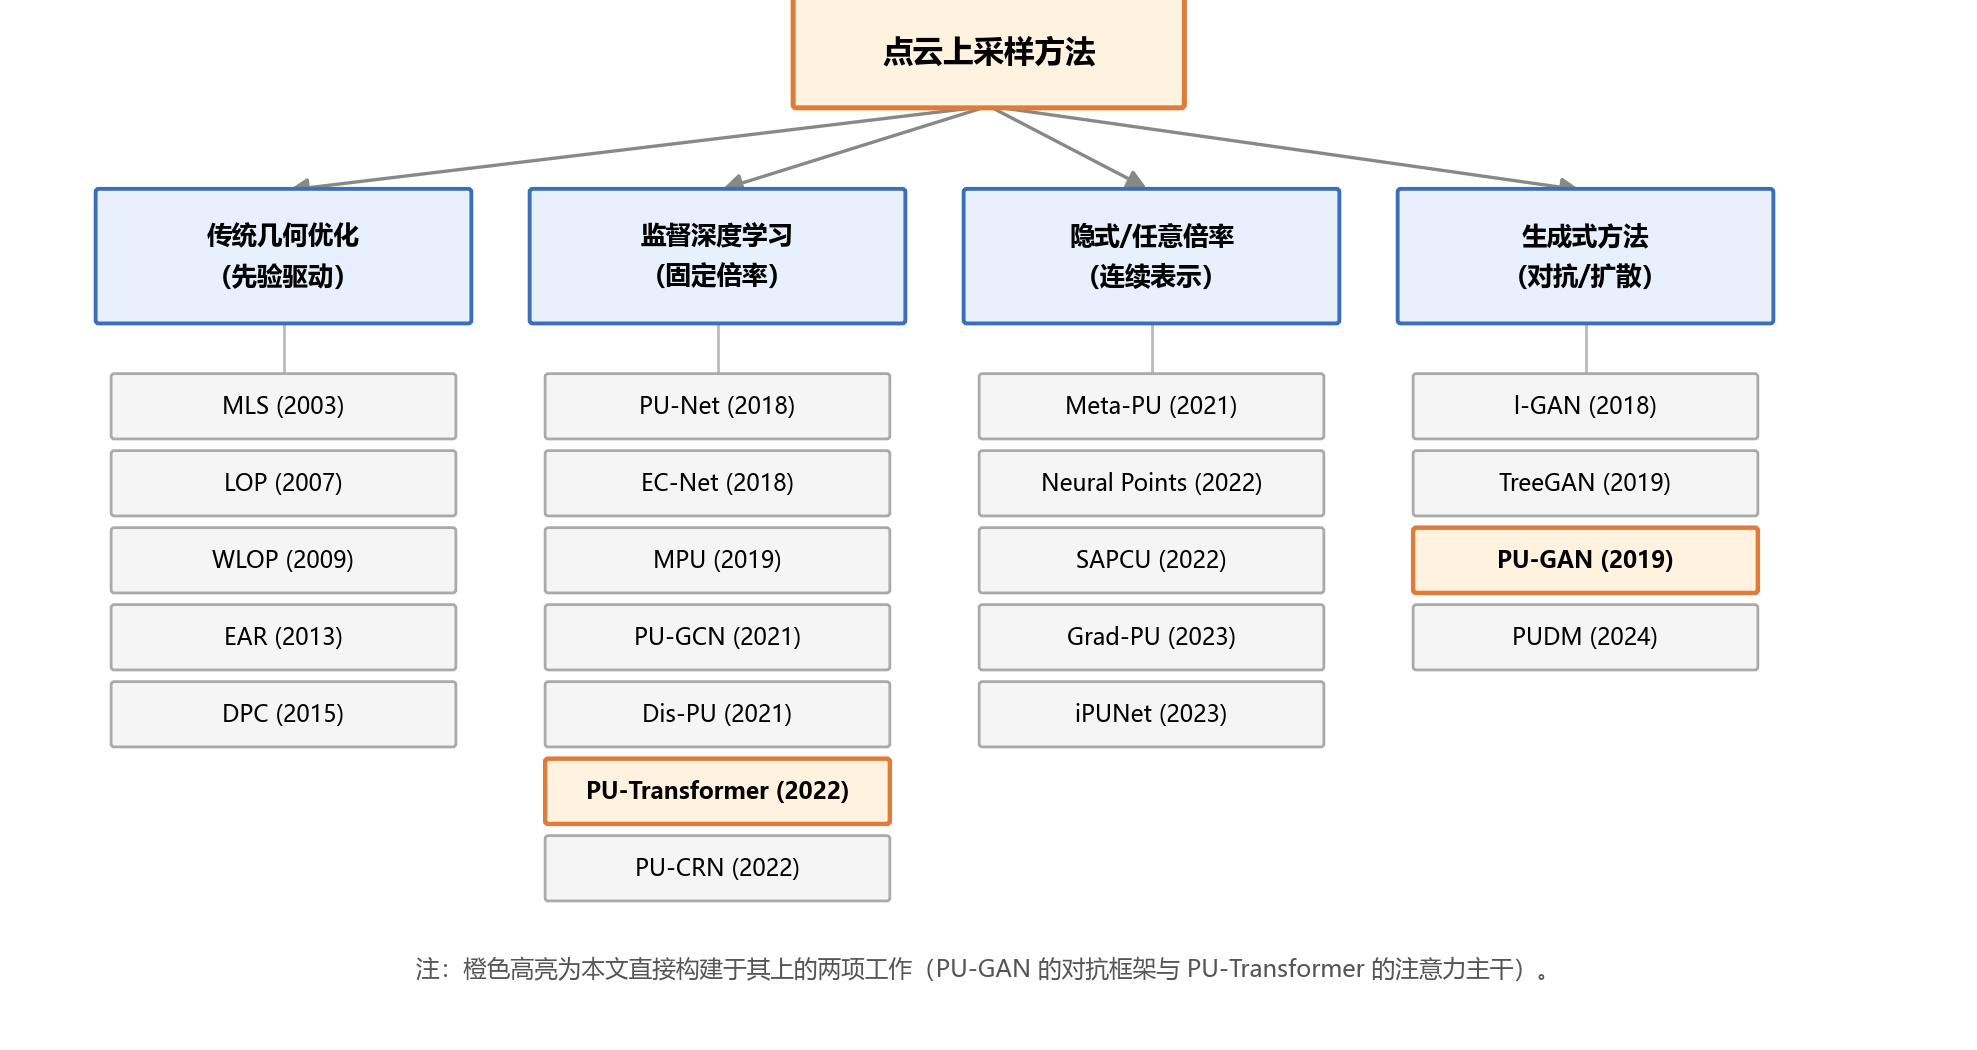 点云上采样方法
传统几何优化
（先验驱动）
MLS (2003)
LOP (2007)
WLOP (2009)
EAR (2013)
DPC (2015)
监督深度学习
（固定倍率）
PU-Net (2018)
EC-Net (2018)
MPU (2019)
PU-GCN (2021)
Dis-PU (2021)
PU-Transformer (2022)
PU-CRN (2022)
隐式/任意倍率
（连续表示）
Meta-PU (2021)
Neural Points (2022)
SAPCU (2022)
Grad-PU (2023)
iPUNet (2023)
生成式方法
（对抗/扩散）
l-GAN (2018)
TreeGAN (2019)
PU-GAN (2019)
PUDM (2024)
注：橙色高亮为本文直接构建于其上的两项工作（PU-GAN 的对抗框架与 PU-Transformer 的注意力主干）。